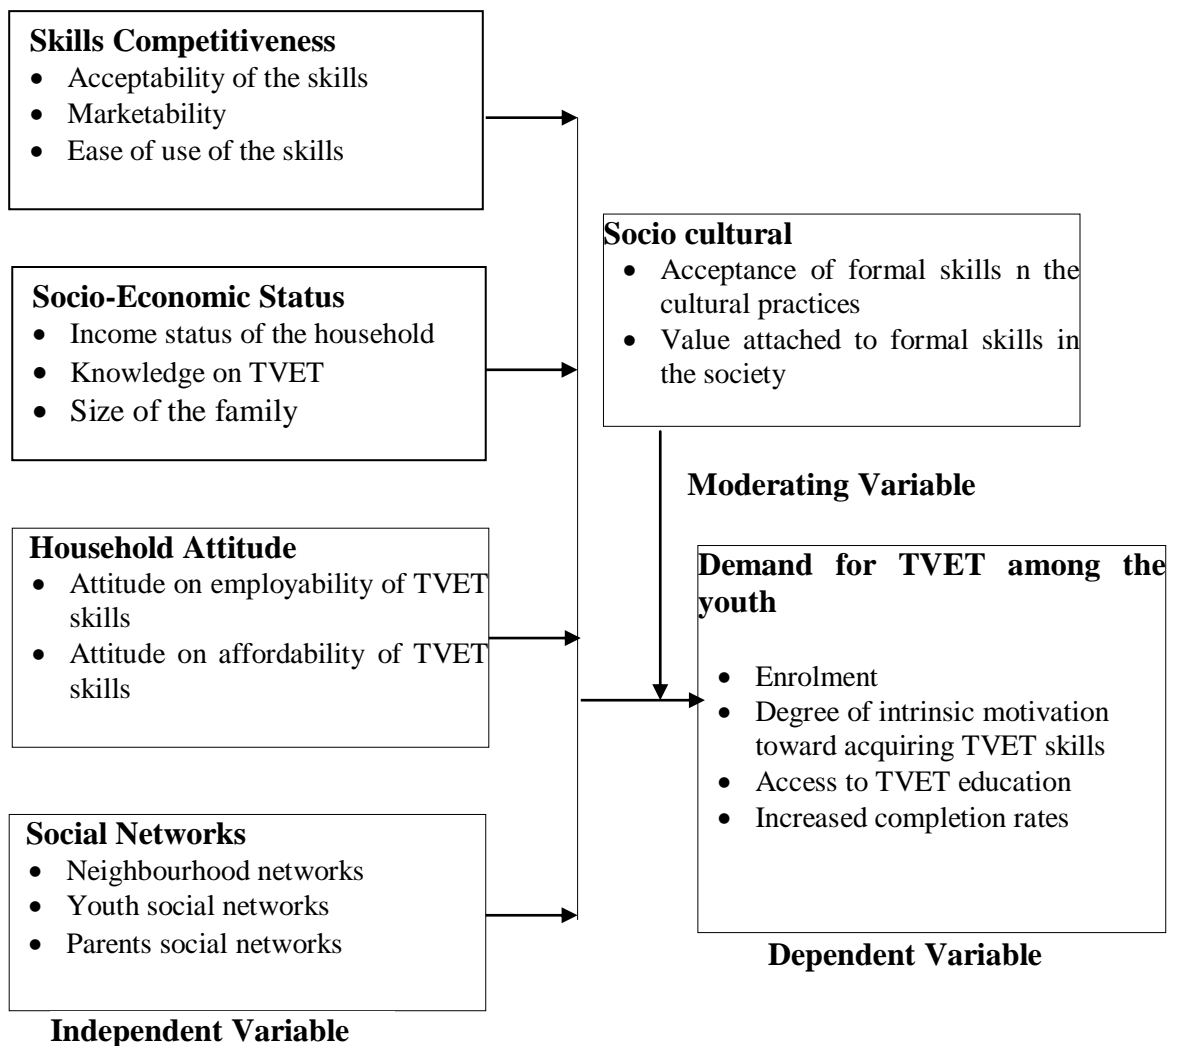 Skills Competitiveness
• Acceptability of the skills
• Marketability
• Ease of use of the skills
Socio-Economic Status
• Income status of the household
• Knowledge on TVET
• Size of the family
Household Attitude
• Attitude on employability of TVET
skills
• Attitude on affordability of TVET
skills
Social Networks
• Neighbourhood networks
• Youth social networks
• Parents social networks
Independent Variable
Socio cultural
• Acceptance of formal skills n the
cultural practices
• Value attached to formal skills in
the society
Moderating Variable
Demand for TVET among the
youth
• Enrolment
• Degree of intrinsic motivation
toward acquiring TVET skills
• Access to TVET education
• Increased completion rates
Dependent Variable